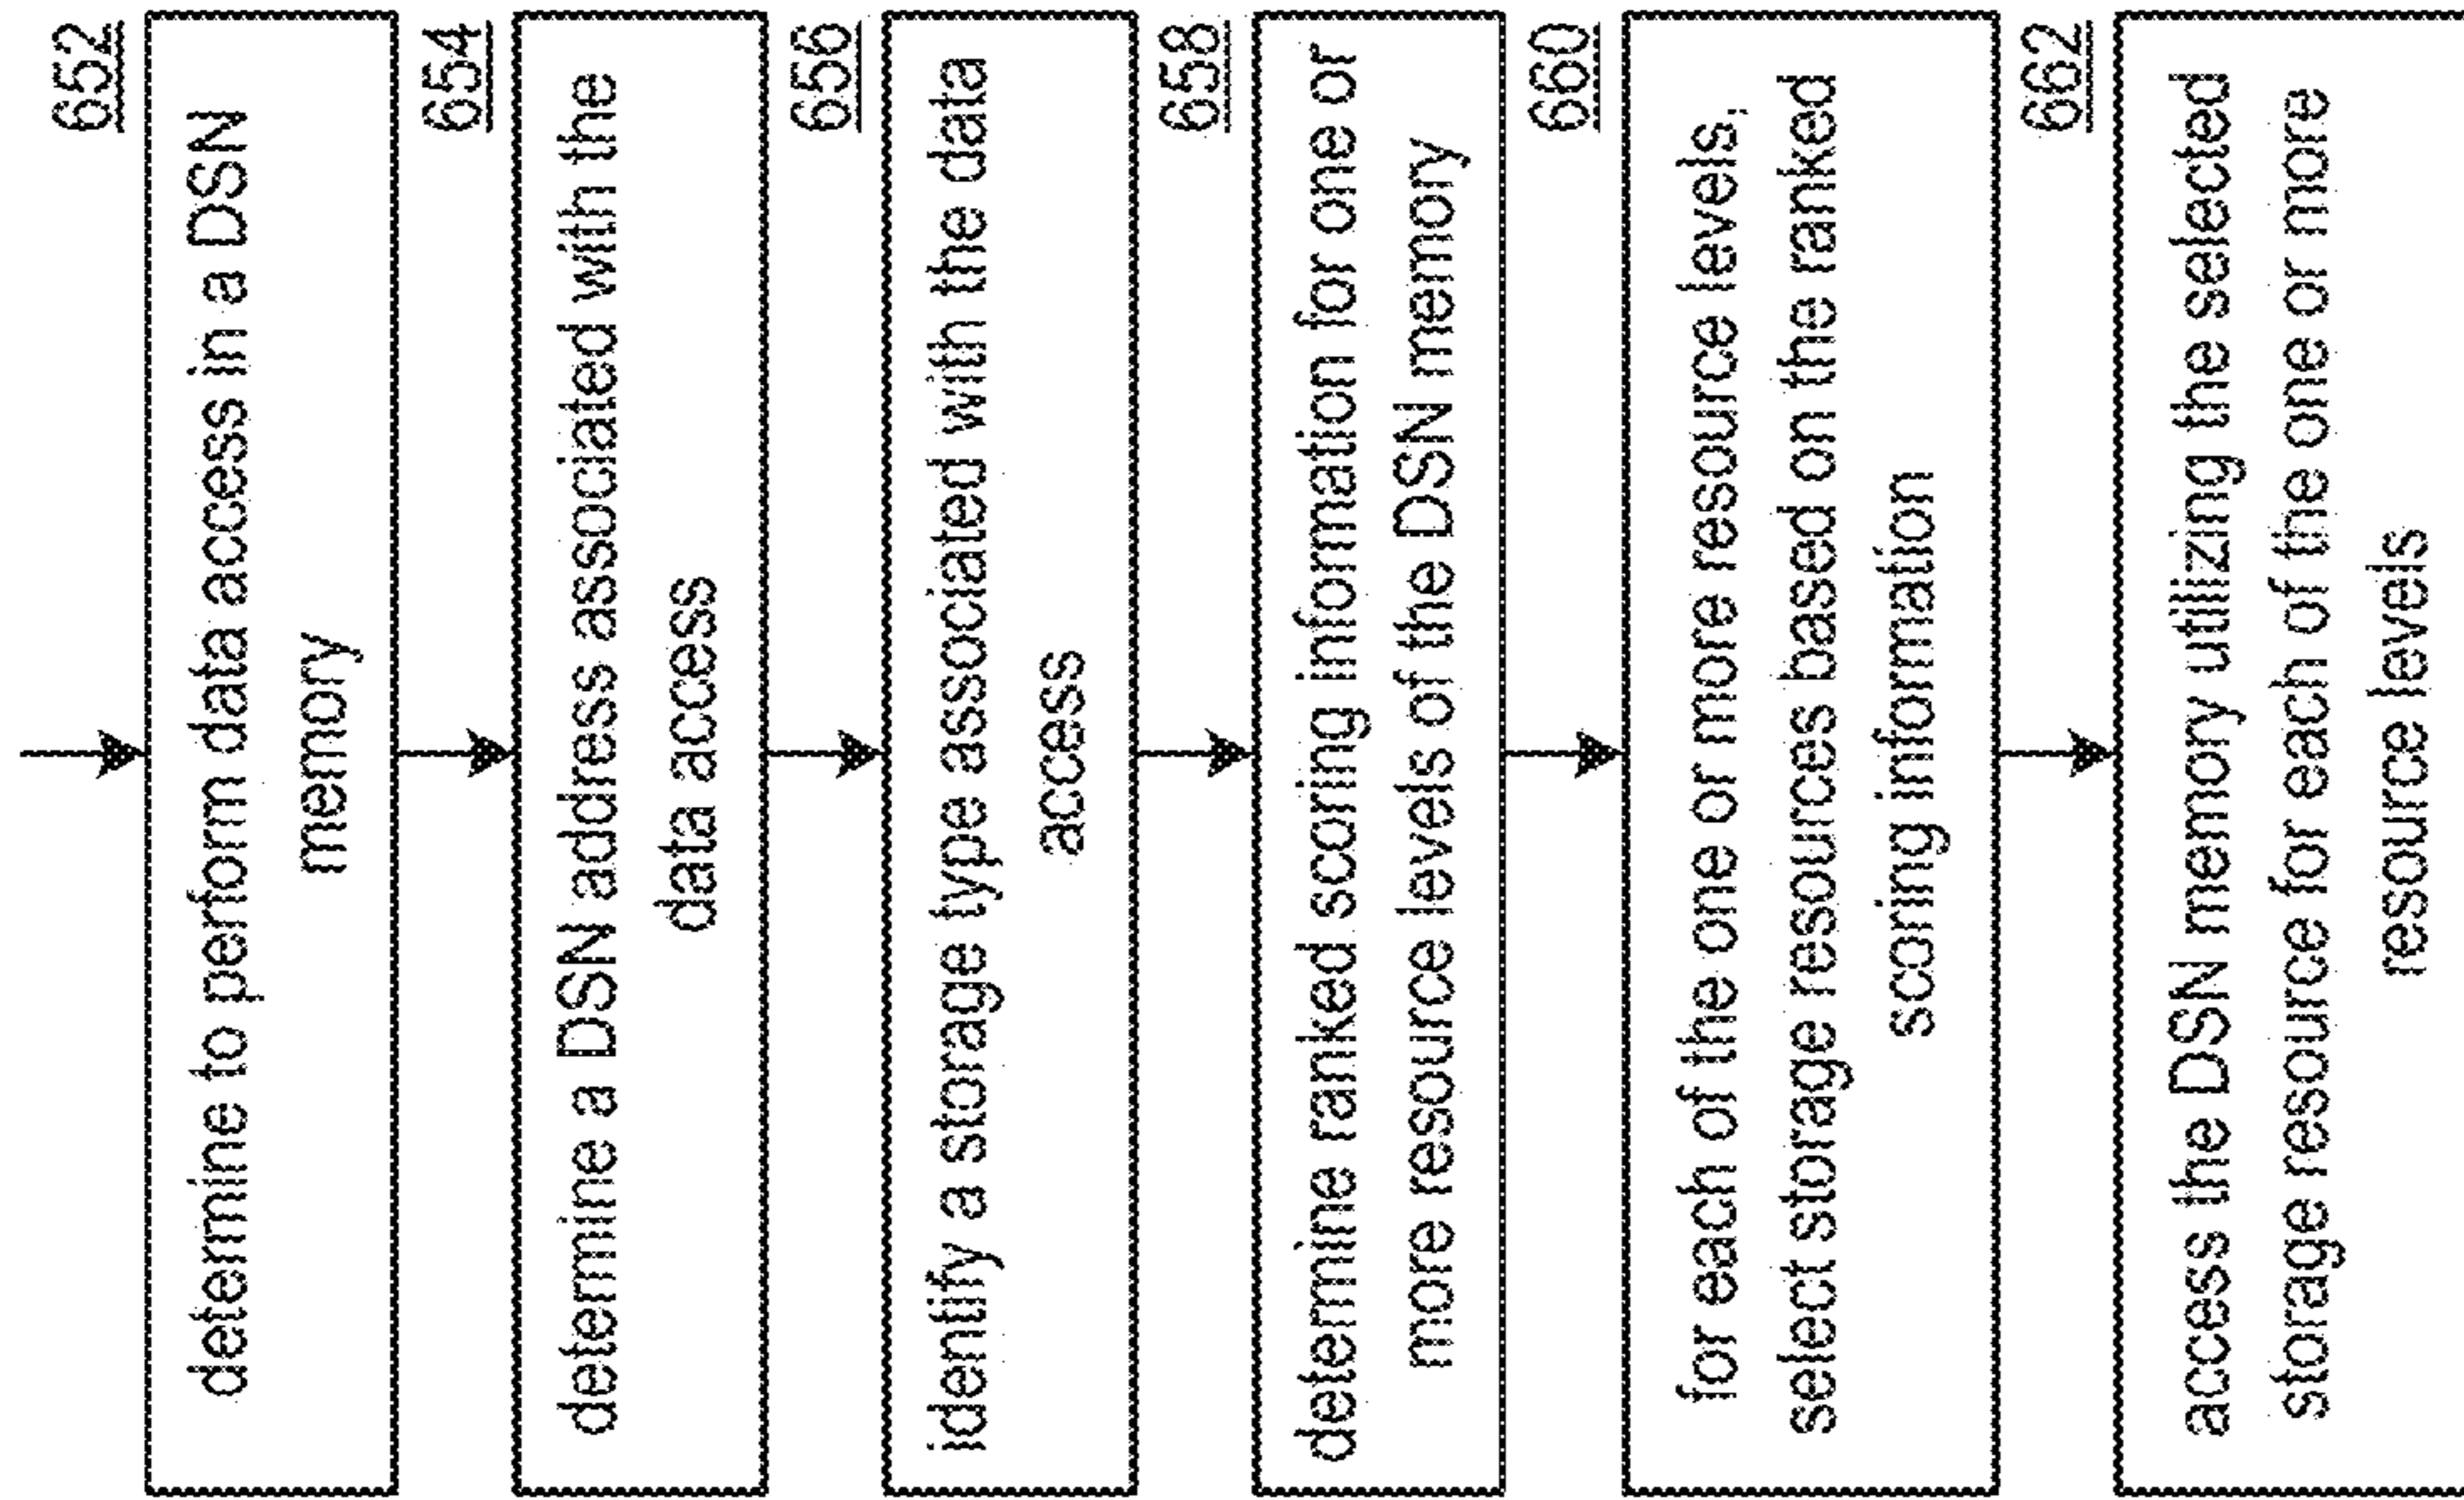 652
determine to perform data access in a DSN
memory
654
determine a DSN address associated with the
data access
656
identify a storage type associated with the data
access
658
determine ranked scoring information for one or
more resource levels of the DSN memory
660
for each of the one or more resource levels,
select storage resources based on the ranked
scoring information
662
access the DSN memory utilizing the selected
storage resource for each of the one or more
resource levels